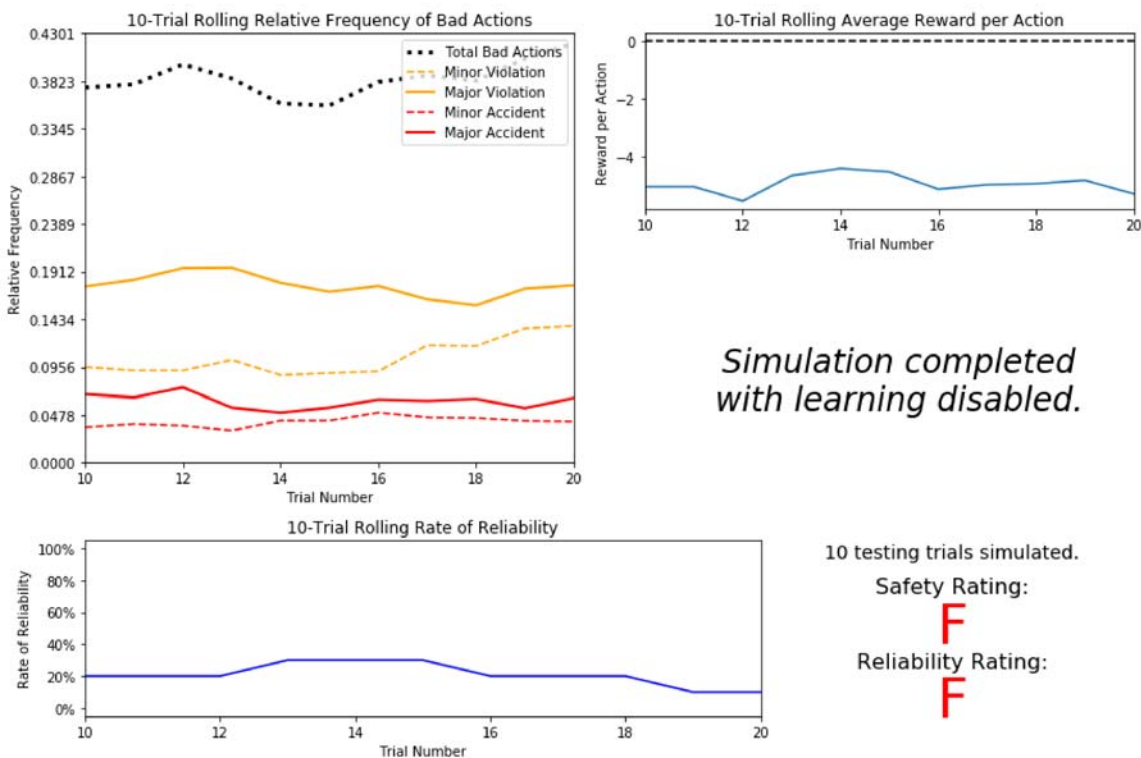 10-Trial Rolling Relative Frequency of Bad Actions
0.4301
0.3823
0.3345
0.2867
0.2389
0.1912
0.1434
0.0956
0.0478
0.0000
Relative Frequency
Total Bad Actions
Minor Violation
Major Violation
Minor Accident
Major Accident
10 12 14 16 18 20
Trial Number
10-Trial Rolling Average Reward per Action
0
−2
−4
Reward per Action
10 12 14 16 18 20
Trial Number
Simulation completed
with learning disabled.
10-Trial Rolling Rate of Reliability
100%
80%
60%
40%
20%
0%
Rate of Reliability
10 12 14 16 18 20
Trial Number
10 testing trials simulated.
Safety Rating:
F
Reliability Rating:
F